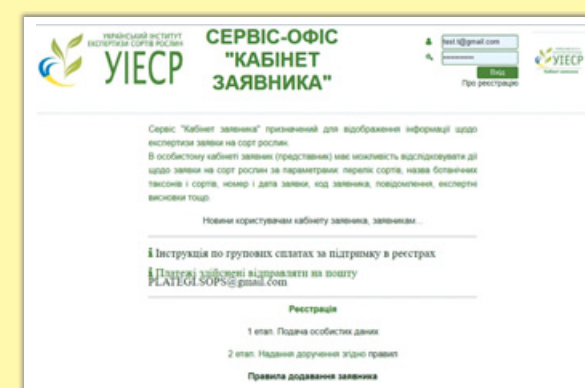 УКРАЇНСЬКИЙ ІНСТИТУТ
ЕКСПЕРТИЗИ СОРТІВ РОСЛИН
УІЕСР
СЕРВІС-ОФІС
"КАБІНЕТ
ЗАЯВНИКА"
Вхід
Про реєстрацію
УІЕСР
Кабінет заявника
Сервіс "Кабінет заявника" призначений для відображення інформації щодо
експертизи заявки на сорт рослин.
В особистому кабінеті заявник (представник) має можливість відслідковувати дії
щодо заявки на сорт рослин за параметрами: перелік сортів, назва ботанічних
таксонів і сортів, номер і дата заявки, код заявника, повідомлення, експертні
висновки тощо.
Новини користувачам кабінету заявника, заявникам...
Інструкція по групових сплатах за підтримку в реєстрах
Платежі здійснені відправляти на пошту
PLATEGI.SOPS@gmail.com
Реєстрація
1 етап. Подача особистих даних
2 етап. Надання доручення згідно правил
Правила додавання заявника